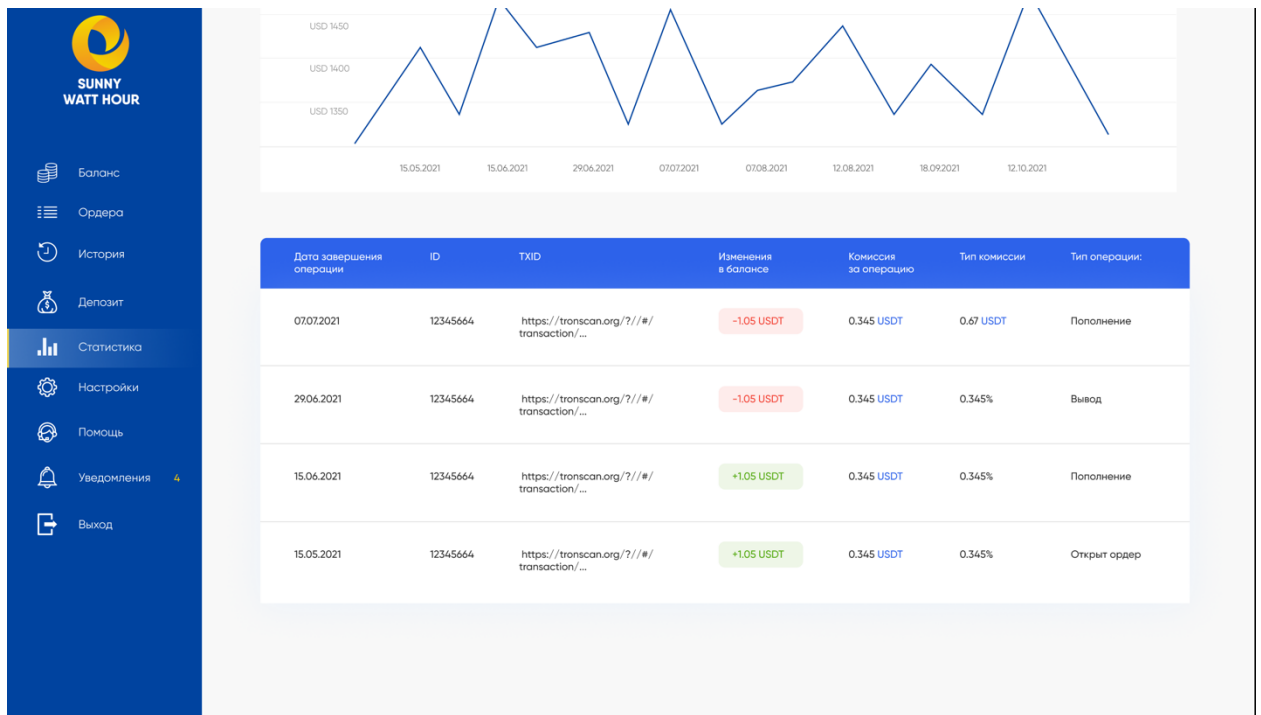 SUNNY
WATT HOUR
Баланс
Ордера
История
Депозит
Статистика
Настройки
Помощь
Уведомления 4
Выход
USD 1450
USD 1400
USD 1350
15.05.2021 15.06.2021 29.06.2021 07.07.2021 07.08.2021 12.08.2021 18.09.2021 12.10.2021
Дата завершения операции ID TXID Изменения в балансе Комиссия за операцию Тип комиссии Тип операции:
07.07.2021 12345664 https://tronscan.org/?//#/ -1.05 USDT 0.345 USDT 0.67 USDT Пополнение
transaction/...
29.06.2021 12345664 https://tronscan.org/?//#/ -1.05 USDT 0.345 USDT 0.345% Вывод
transaction/...
15.06.2021 12345664 https://tronscan.org/?//#/ +1.05 USDT 0.345 USDT 0.345% Пополнение
transaction/...
15.05.2021 12345664 https://tronscan.org/?//#/ +1.05 USDT 0.345 USDT 0.345% Открыт ордер
transaction/...